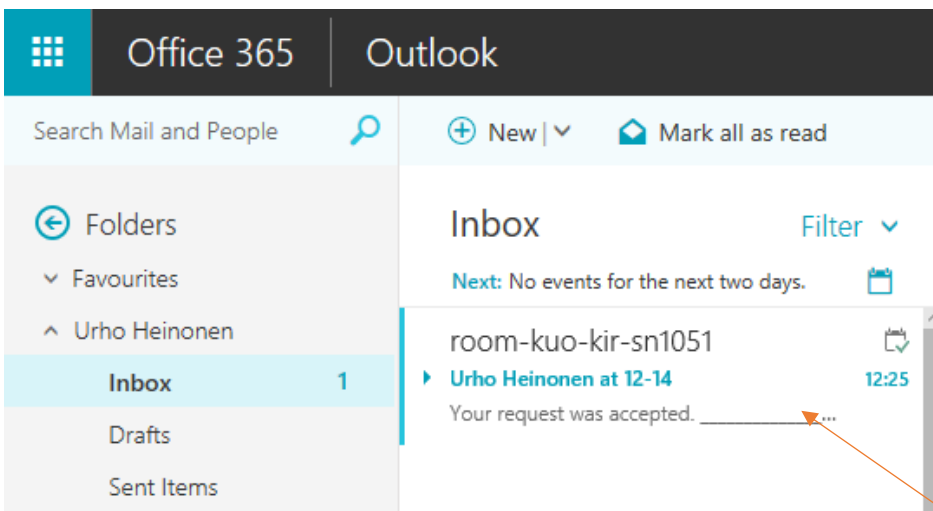 Office 365 Outlook
Search Mail and People
New Mark all as read
Folders
Favourites
Urho Heinonen
Inbox 1
Drafts
Sent Items
Inbox Filter
Next: No events for the next two days.
room-kuo-kir-sn1051
Urho Heinonen at 12-14 12:25
Your request was accepted. ______________...